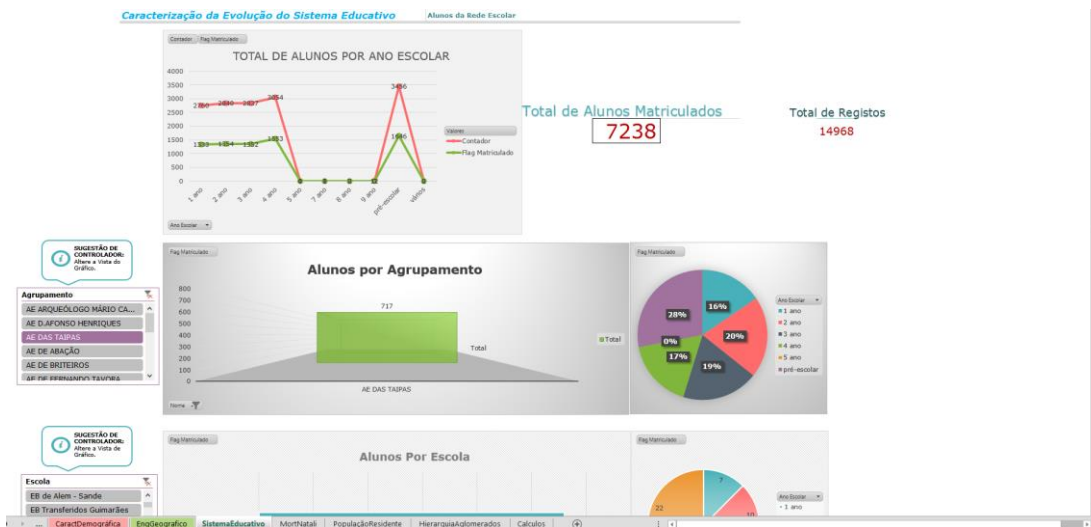 Caracterização da Evolução do Sistema Educativo
Alunos da Rede Escolar
Contador
Flag Matriculado
TOTAL DE ALUNOS POR ANO ESCOLAR
4000
3500
3000
2500
2000
1500
1000
500
0
3456
1646
1 ano
2 ano
3 ano
4 ano
5 ano
7 ano
8 ano
9 ano
pré-escolar
vários
Valores
Contador
Flag Matriculado
Ano Escolar
Total de Alunos Matriculados
7238
Total de Registos
14968
SUGESTÃO DE
CONTROLADOR:
Altere a Vista do
Gráfico.
Agrupamento
AE ARQUEÓLOGO MÁRIO CA...
AE D.AFONSO HENRIQUES
AE DAS TAIPAS
AE DE ABAÇÃO
AE DE BRITEIROS
AE DE FERNANDO TAVORA
Flag Matriculado
Alunos por Agrupamento
800
700
600
500
400
300
200
100
0
717
Total
AE DAS TAIPAS
Total
Nome
Flag Matriculado
16%
20%
19%
17%
0%
28%
Ano Escolar
1 ano
2 ano
3 ano
4 ano
5 ano
pré-escolar
SUGESTÃO DE
CONTROLADOR:
Altere a Vista do
Gráfico.
Escola
EB de Alem - Sande
EB Transferidos Guimarães
Flag Matriculado
Alunos Por Escola
Flag Matriculado
22
7
10
Ano Escolar
1 ano
... CaractDemográfica EnqGeografico SistemaEducativo MortNatali PopulaçãoResidente HierarquiaAglomerados Calculos